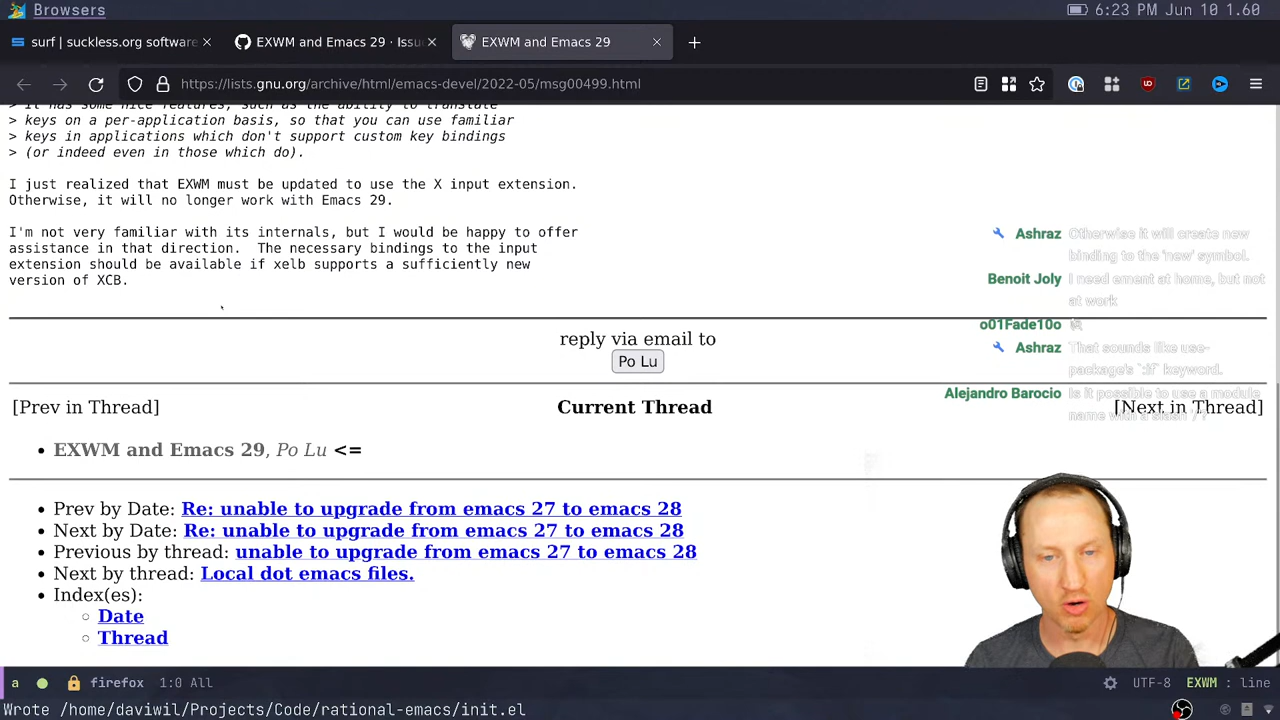 Browsers
6:23 PM Jun 10 1.60
surf | suckless.org software
EXWM and Emacs 29 · Issu
EXWM and Emacs 29
https://lists.gnu.org/archive/html/emacs-devel/2022-05/msg00499.html
> It has some nice features, such as the ability to translate
> keys on a per-application basis, so that you can use familiar
> keys in applications which don't support custom key bindings
> (or indeed even in those which do).
I just realized that EXWM must be updated to use the X input extension.
Otherwise, it will no longer work with Emacs 29.
I'm not very familiar with its internals, but I would be happy to offer
assistance in that direction.  The necessary bindings to the input
extension should be available if xelb supports a sufficiently new
version of XCB.
Ashraz Otherwise it will create new
binding to the 'new' symbol.
Benoit Joly I need ement at home, but not
at work
o01Fade10o
Ashraz That sounds like use-
package's `:if` keyword.
Alejandro Barocio Is it possible to use a module
name with a slash '/'?
reply via email to
Po Lu
[Prev in Thread]
Current Thread
[Next in Thread]
• EXWM and Emacs 29, Po Lu <=
• Prev by Date: Re: unable to upgrade from emacs 27 to emacs 28
• Next by Date: Re: unable to upgrade from emacs 27 to emacs 28
• Previous by thread: unable to upgrade from emacs 27 to emacs 28
• Next by thread: Local dot emacs files.
• Index(es):
○ Date
○ Thread
a
firefox
1:0 All
UTF-8
EXWM : line
Wrote /home/daviwil/Projects/Code/rational-emacs/init.el